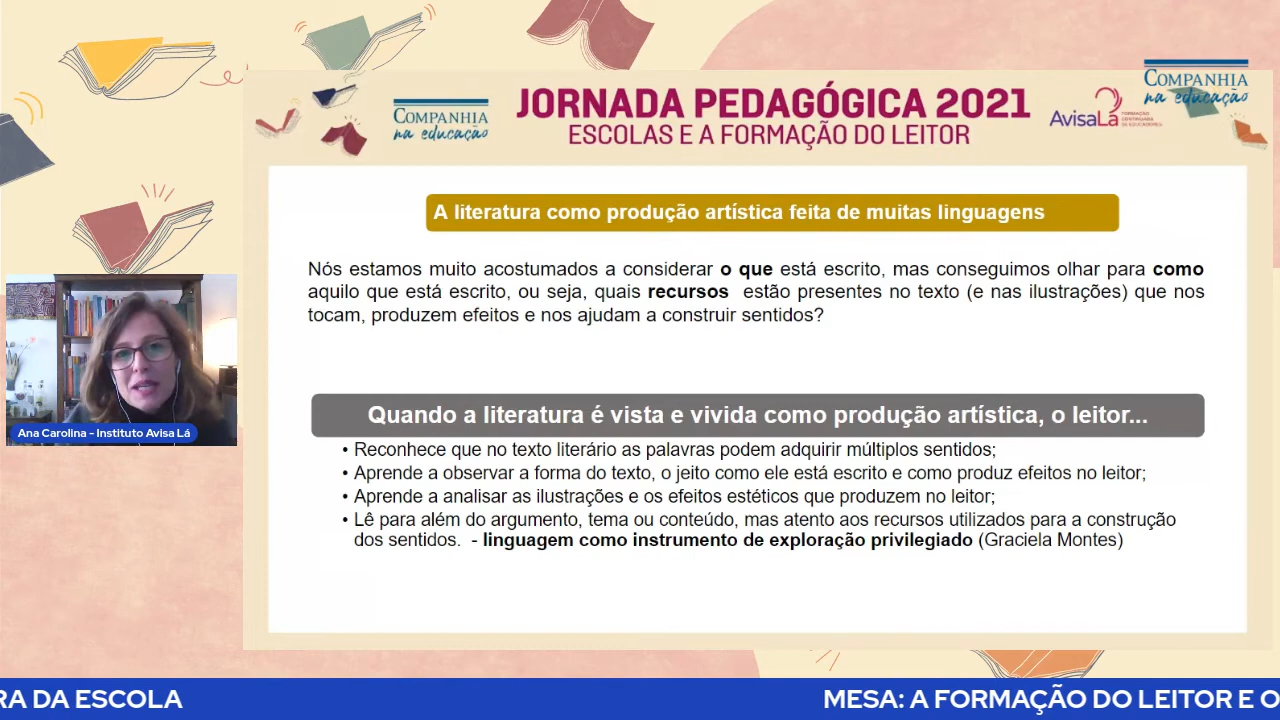 COMPANHIA
na educação
JORNADA PEDAGÓGICA 2021
ESCOLAS E A FORMAÇÃO DO LEITOR
AvisaLá
FORMAÇÃO
CONTINUADA
DE EDUCADORES
COMPANHIA
na educação
A literatura como produção artística feita de muitas linguagens
Nós estamos muito acostumados a considerar o que está escrito, mas conseguimos olhar para como
aquilo que está escrito, ou seja, quais recursos estão presentes no texto (e nas ilustrações) que nos
tocam, produzem efeitos e nos ajudam a construir sentidos?
Quando a literatura é vista e vivida como produção artística, o leitor...
• Reconhece que no texto literário as palavras podem adquirir múltiplos sentidos;
• Aprende a observar a forma do texto, o jeito como ele está escrito e como produz efeitos no leitor;
• Aprende a analisar as ilustrações e os efeitos estéticos que produzem no leitor;
• Lê para além do argumento, tema ou conteúdo, mas atento aos recursos utilizados para a construção
dos sentidos. - linguagem como instrumento de exploração privilegiado (Graciela Montes)
Ana Carolina - Instituto Avisa Lá
RA DA ESCOLA
MESA: A FORMAÇÃO DO LEITOR E O